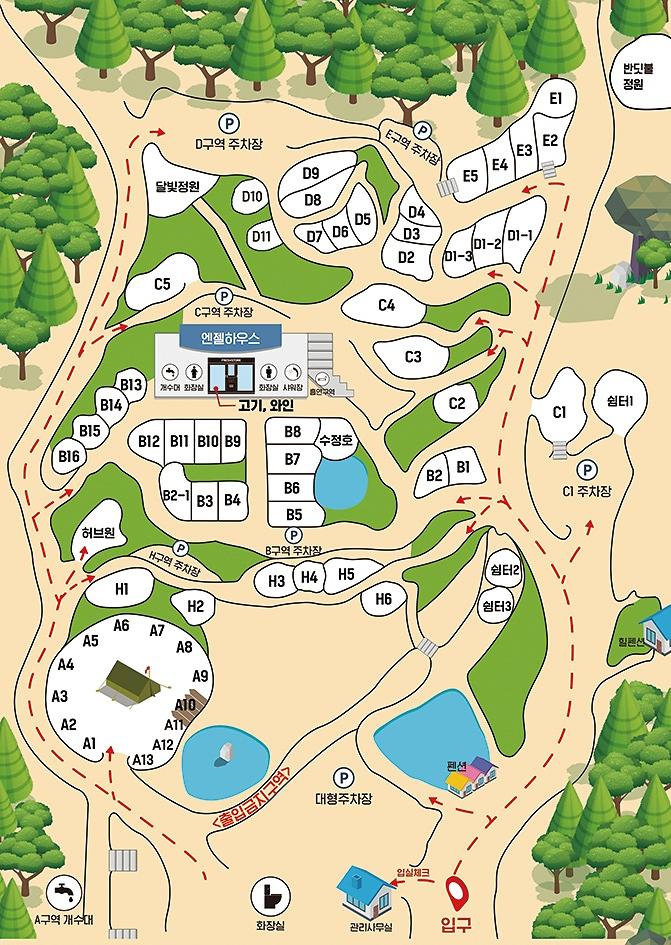 반딧불
정원
E1
E2
E3
E4
E5
P
D구역 주차장
P
E구역 주차장
달빛정원
D10
D11
D9
D8
D7
D6
D5
D4
D3
D2
D1-3
D1-2
D1-1
C5
P
C구역 주차장
C4
C3
C2
엔젤하우스
개수대
화장실
화장실
샤워장
흡연구역
고기, 와인
B13
B14
B15
B16
B12
B11
B10
B9
B2-1
B3
B4
B8
B7
B6
B5
수정호
B2
B1
C1
쉼터1
P
C1 주차장
허브원
P
H구역 주차장
P
B구역 주차장
H1
H2
H3
H4
H5
H6
쉼터2
쉼터3
힐펜션
A6
A7
A5
A8
A4
A9
A3
A10
A2
A11
A1
A12
A13
<출입금지구역>
P
대형주차장
펜션
입실체크
A구역 개수대
화장실
관리사무실
입구